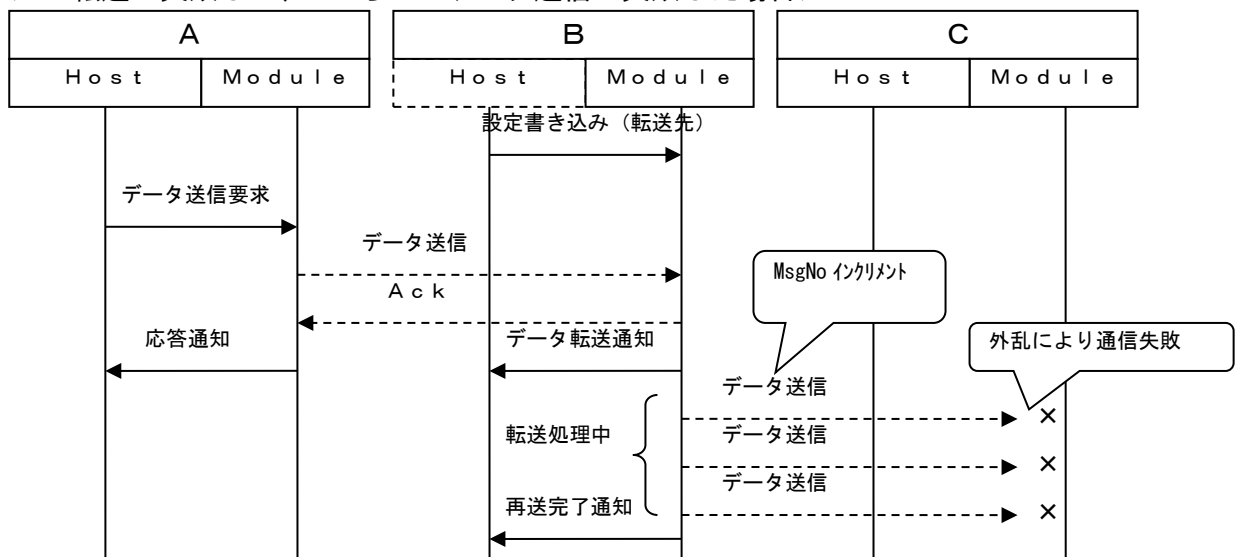 A
B
C
Host
Module
Host
Module
Host
Module
設定書き込み（転送先）
データ送信要求
データ送信
MsgNo ｲﾝｸﾘﾒﾝﾄ
Ack
応答通知
データ転送通知
外乱により通信失敗
データ送信
×
転送処理中
データ送信
×
データ送信
再送完了通知
×